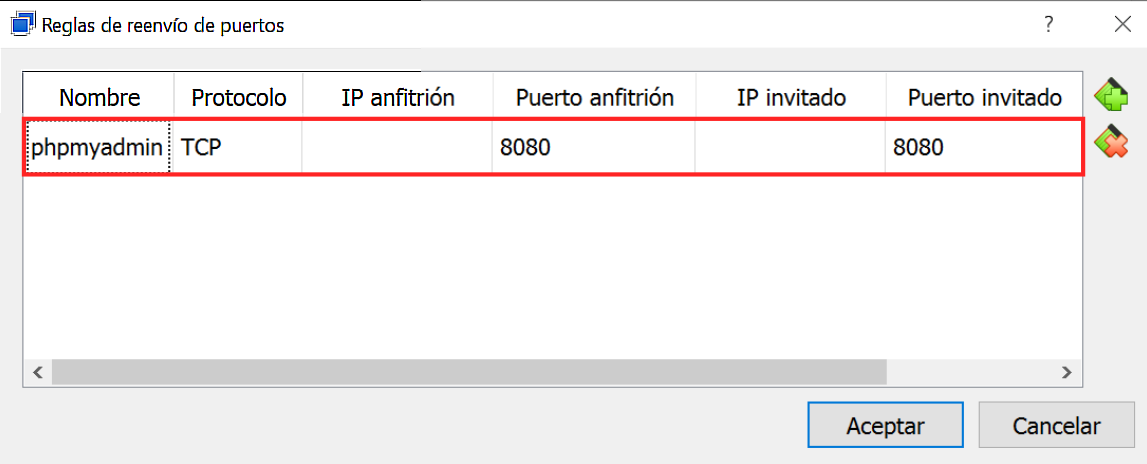 Reglas de reenvío de puertos ?
Nombre Protocolo IP anfitrión Puerto anfitrión IP invitado Puerto invitado
phpmyadmin TCP 8080 8080
Aceptar Cancelar